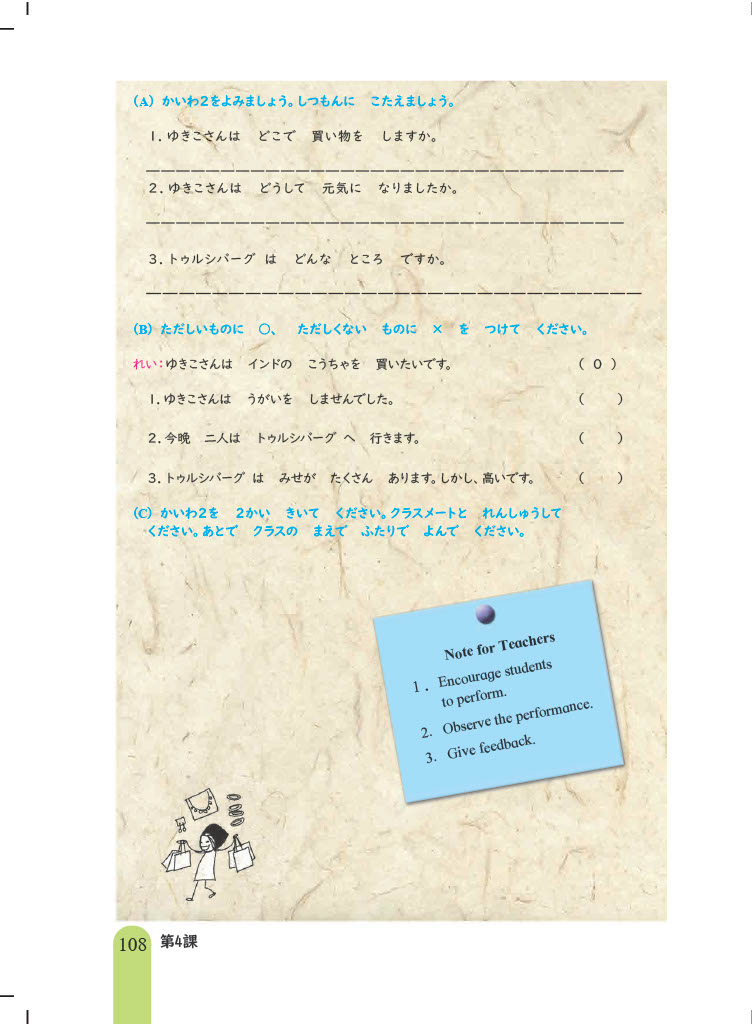 (A) かいわ２をよみましょう。しつもんに　こたえましょう。
１．ゆきこさんは　どこで　買い物を　しますか。
２．ゆきこさんは　どうして　元気に　なりましたか。
３．トゥルシバーグ　は　どんな　ところ　ですか。
(B) ただしいものに　○、　ただしくない　ものに　×　を　つけて　ください。
れい：ゆきこさんは　インドの　こうちゃを　買いたいです。　（ O ）
１．ゆきこさんは　うがいを　しませんでした。　（　　）
２．今晩　二人は　トゥルシバーグ　へ　行きます。　（　　）
３．トゥルシバーグ　は　みせが　たくさん　あります。しかし、高いです。　（　　）
(C) かいわ２を　２かい　きいて　ください。クラスメートと　れんしゅうして
ください。あとで　クラスの　まえで　ふたりで　よんで　ください。
Note for Teachers
1 . Encourage students
to perform.
2. Observe the performance.
3. Give feedback.
108 第4課